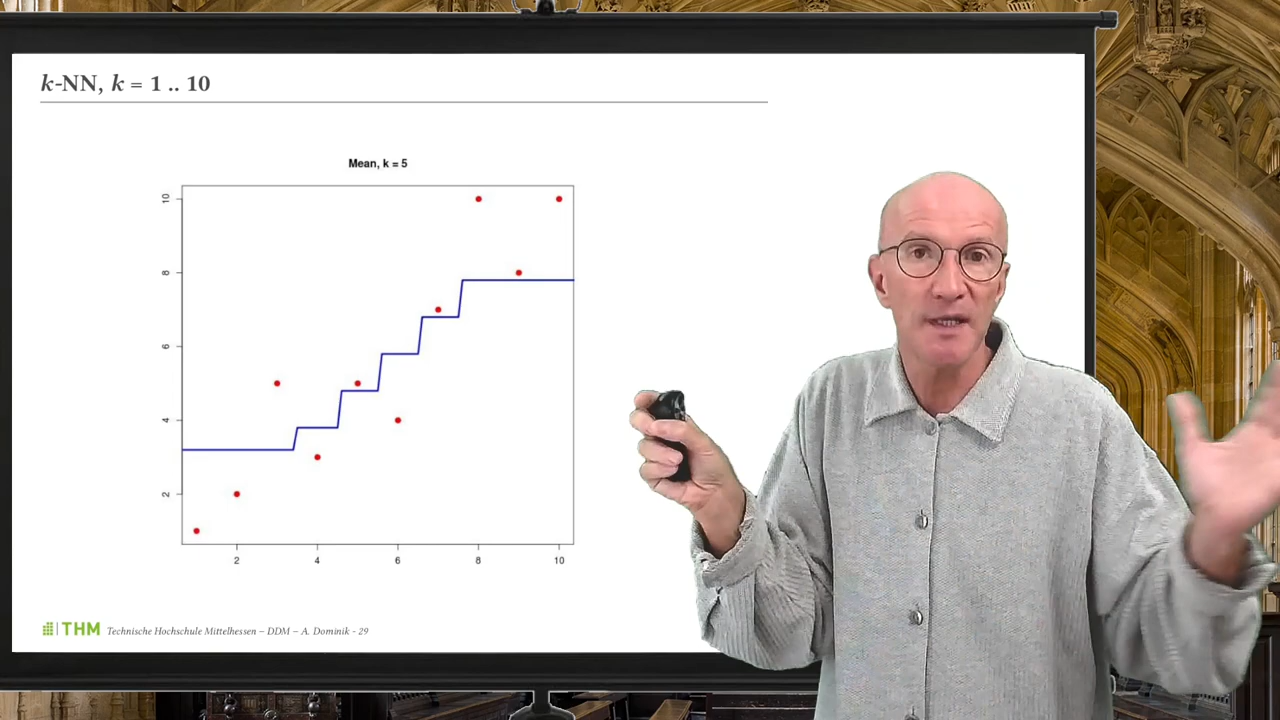 k-NN, k = 1 .. 10
Mean, k = 5
10
8
6
4
2
2 4 6 8 10
THM Technische Hochschule Mittelhessen – DDM – A. Dominik - 29